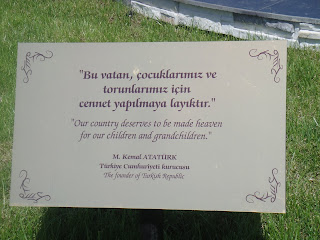 "Bu vatan, çocuklarımız ve
torunlarımız için
cennet yapılmaya layıktır."
"Our country deserves to be made heaven
for our children and grandchildren."
M. Kemal ATATÜRK
Türkiye Cumhuriyeti kurucusu
The founder of Turkish Republic